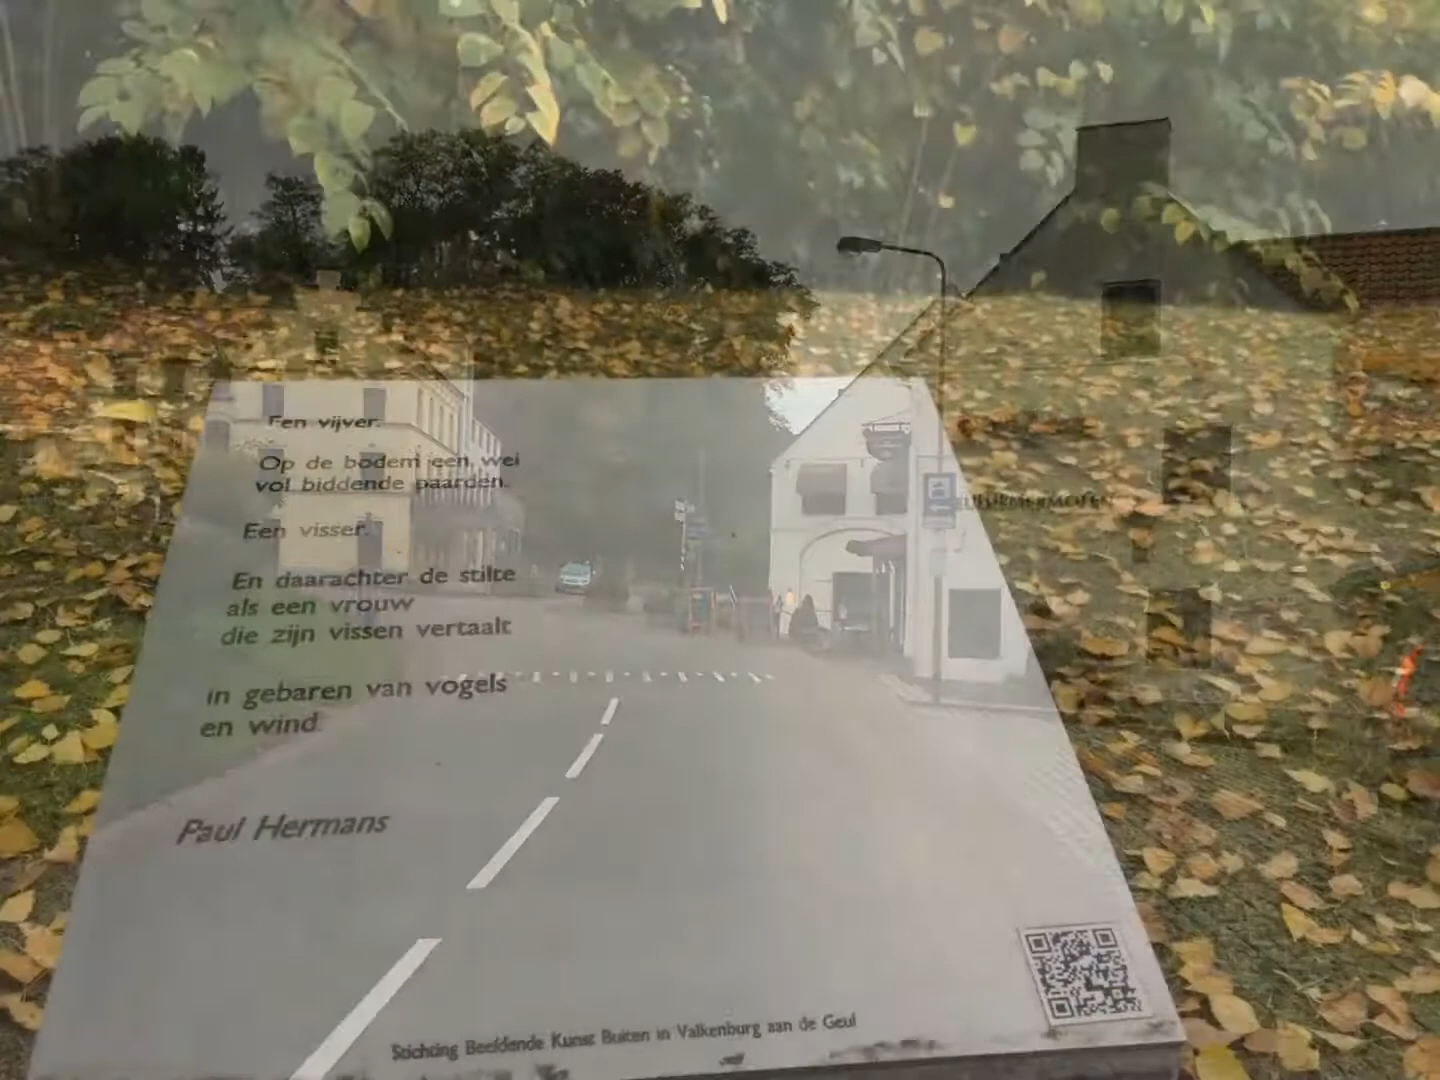 Een vijver.
Op de bodem een wei
vol biddende paarden.
Een visser.
En daarachter de stilte
als een vrouw
die zijn vissen vertaalt
in gebaren van vogels
en wind.
Paul Hermans
Stichting Beeldende Kunst Buiten in Valkenburg aan de Geul